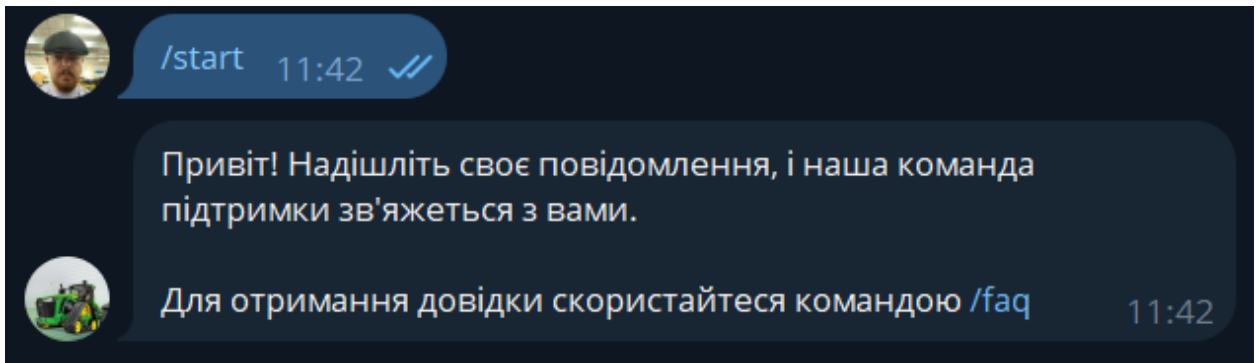 /start 11:42
Привіт! Надішліть своє повідомлення, і наша команда
підтримки зв'яжеться з вами.
Для отримання довідки скористайтеся командою /faq 11:42